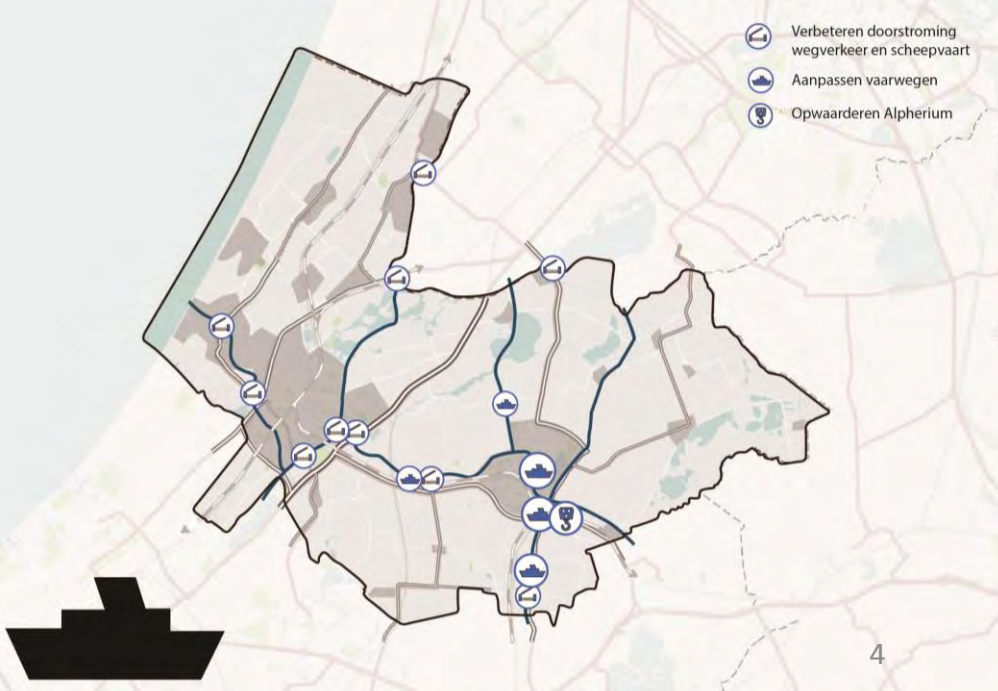 Verbeteren doorstroming
wegverkeer en scheepvaart
Aanpassen vaarwegen
Opwaarderen Alpherium
4